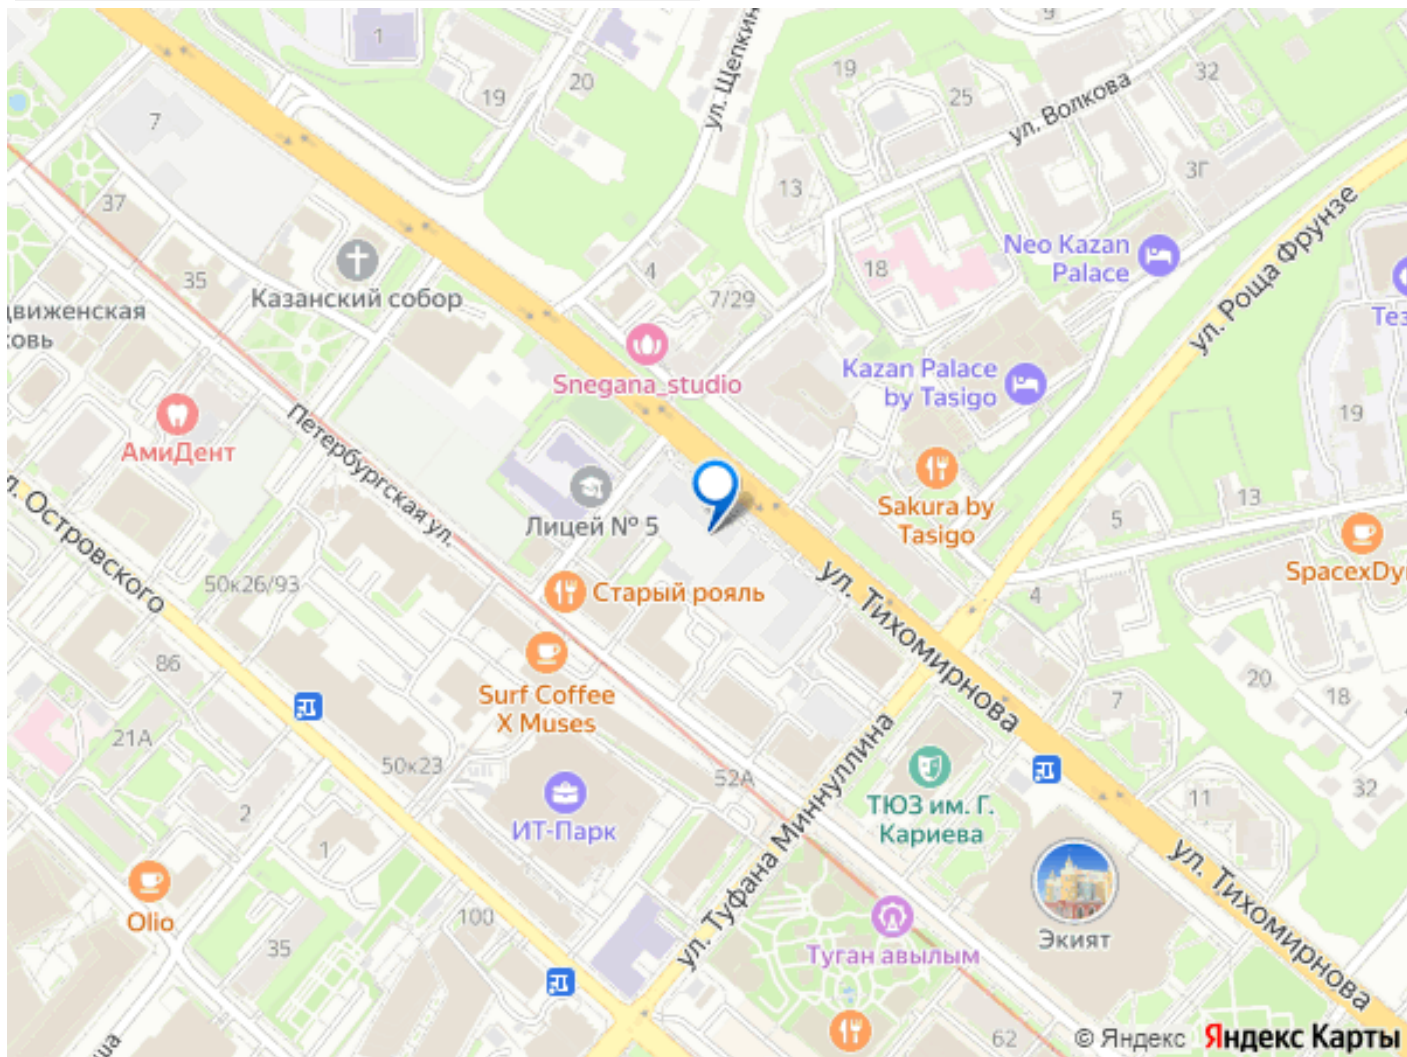 1
9
19
20
ул. Щепкин
19
25
32
ул. Волкова
7
13
3Г
37
Neo Kazan
Palace
ул. Роща Фрунзе
35
Казанский собор
4
18
7/29
движенская
овь
Тез
Snegana_studio
Kazan Palace
by Tasigo
19
АмиДент
Петербургская ул.
Sakura by
Tasigo
13
5
Лицей № 5
SpacexDy
л. Островского
50к26/93
Старый рояль
ул. Тихомирнова
4
86
Surf Coffee
X Muses
20
18
7
21А
50к23
52А
ул. Туфана Миннуллина
ТЮЗ им. Г.
Кариева
11
32
2
ИТ-Парк
1
ул. Тихомирнова
Olio
100
35
Туган авылым
Экият
ша
62
© Яндекс Яндекс Карты